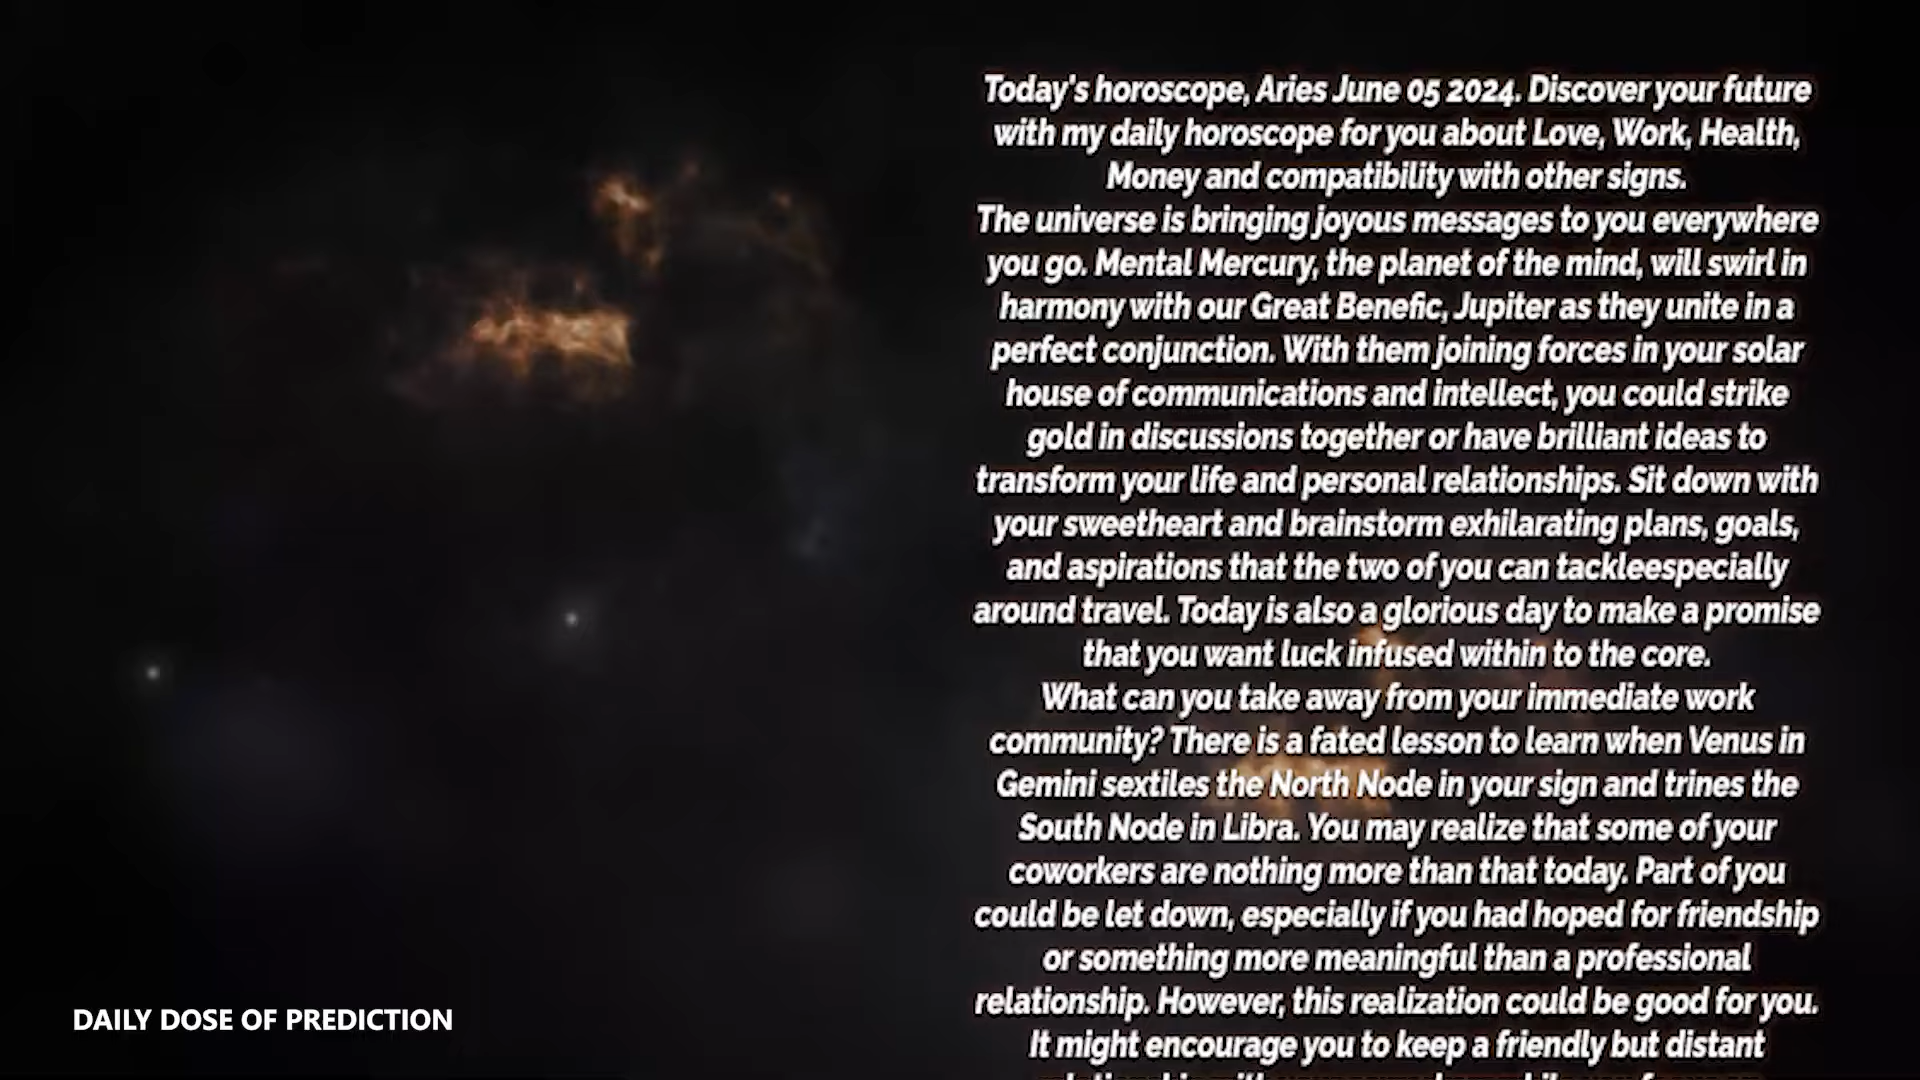 Today's horoscope, Aries June 05 2024. Discover your future
with my daily horoscope for you about Love, Work, Health,
Money and compatibility with other signs.
The universe is bringing joyous messages to you everywhere
you go. Mental Mercury, the planet of the mind, will swirl in
harmony with our Great Benefic, Jupiter as they unite in a
perfect conjunction. With them joining forces in your solar
house of communications and intellect, you could strike
gold in discussions together or have brilliant ideas to
transform your life and personal relationships. Sit down with
your sweetheart and brainstorm exhilarating plans, goals,
and aspirations that the two of you can tackleespecially
around travel. Today is also a glorious day to make a promise
that you want luck infused within to the core.
What can you take away from your immediate work
community? There is a fated lesson to learn when Venus in
Gemini sextiles the North Node in your sign and trines the
South Node in Libra. You may realize that some of your
coworkers are nothing more than that today. Part of you
could be let down, especially if you had hoped for friendship
or something more meaningful than a professional
relationship. However, this realization could be good for you.
It might encourage you to keep a friendly but distant
DAILY DOSE OF PREDICTION